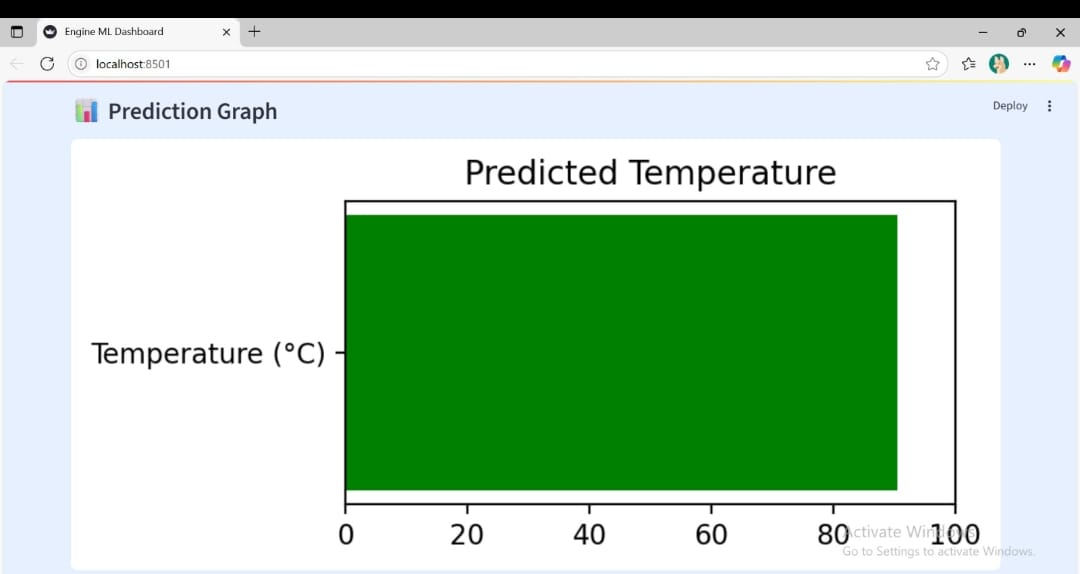 Engine ML Dashboard
localhost:8501
Prediction Graph
Deploy
Predicted Temperature
Temperature (°C)
0 20 40 60 80 100
Activate Windows
Go to Settings to activate Windows.